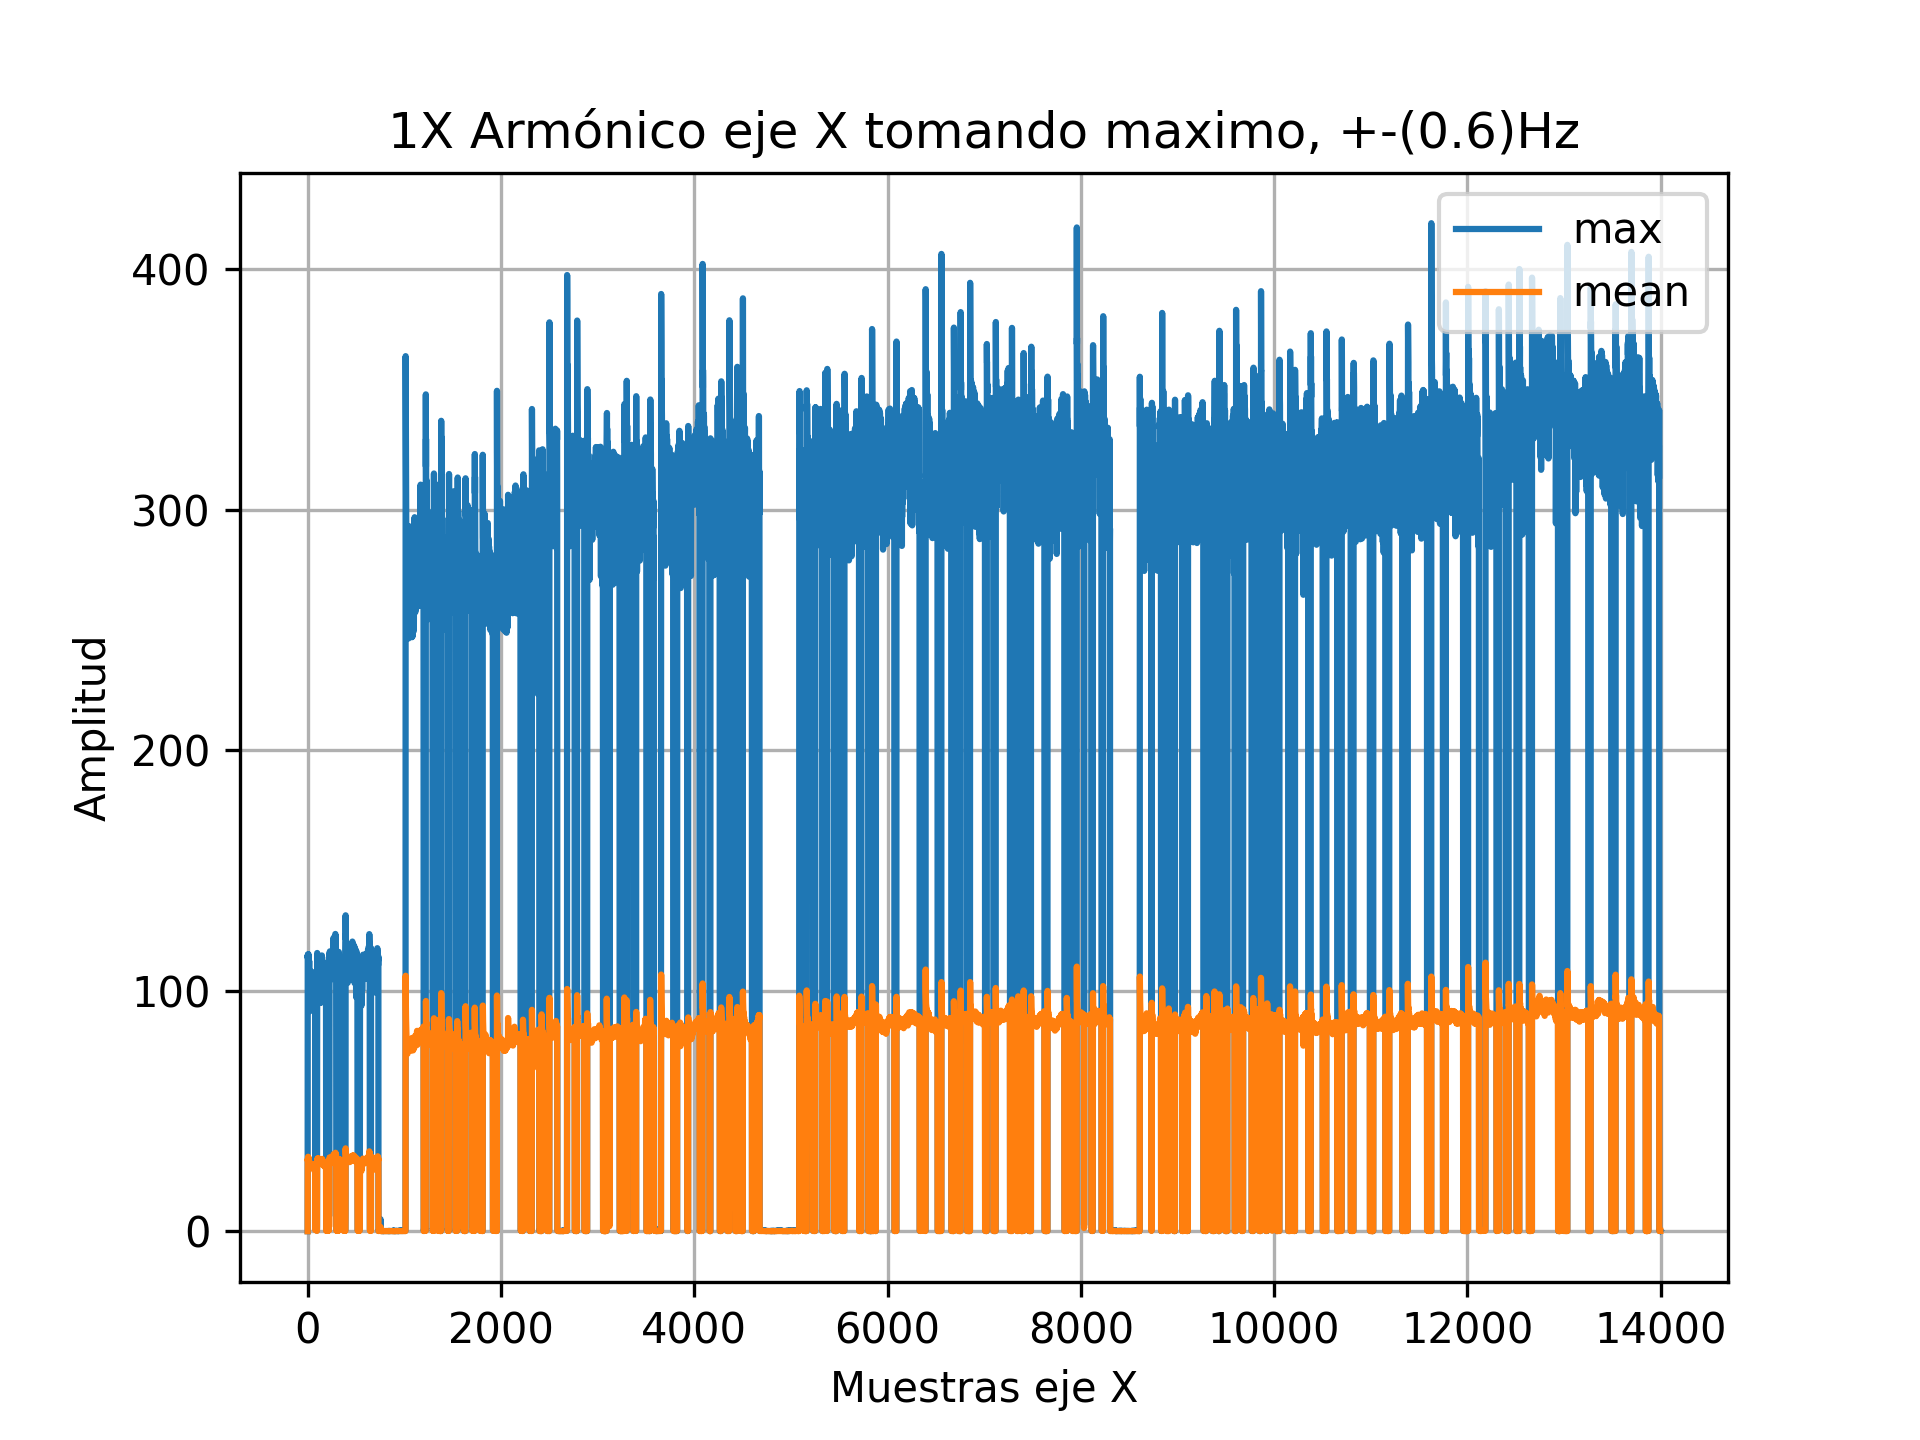 1X Armónico eje X tomando maximo, +-(0.6)Hz
max
mean
400
300
200
100
0
Amplitud
0 2000 4000 6000 8000 10000 12000 14000
Muestras eje X